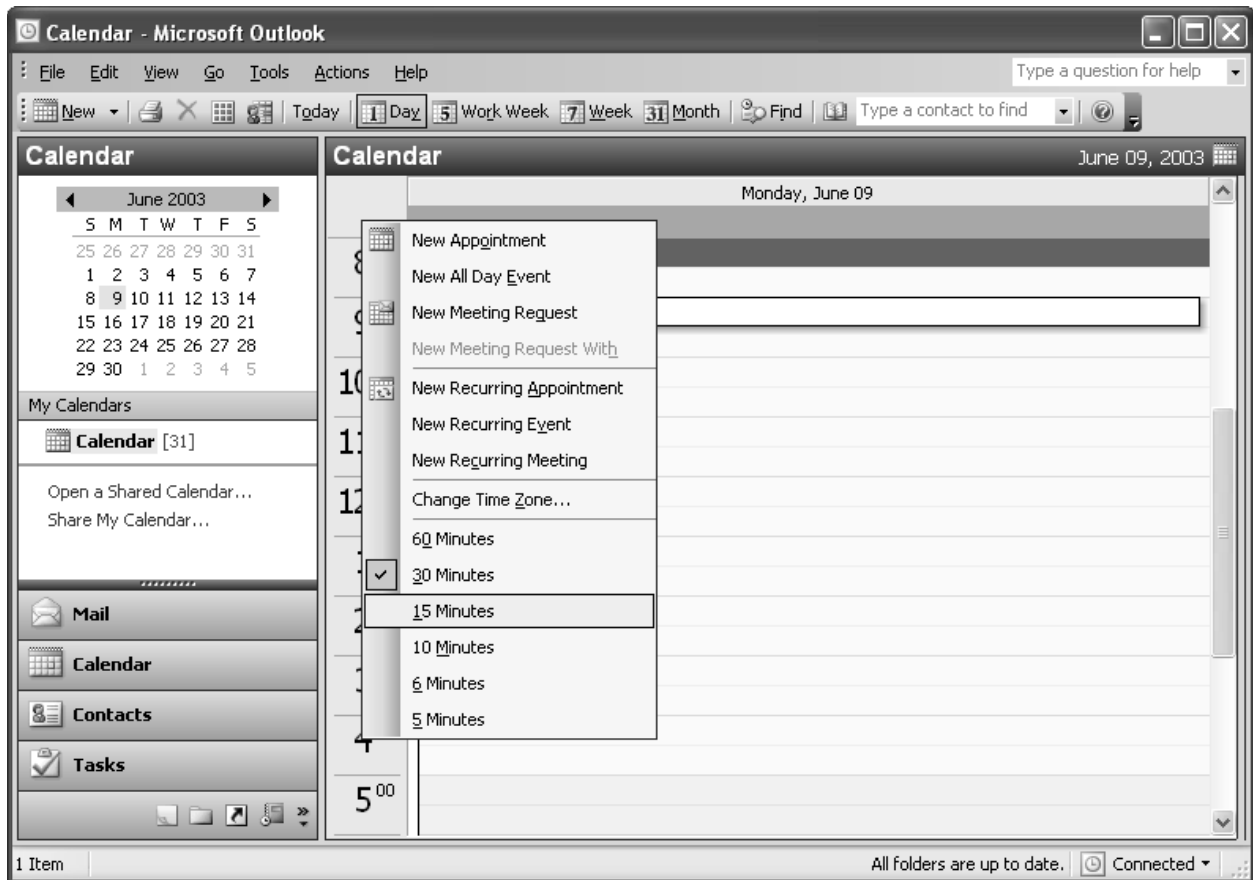 Calendar - Microsoft Outlook
File Edit View Go Tools Actions Help Type a question for help
New Today 1 Day 5 Work Week 7 Week 31 Month Find Type a contact to find
Calendar
June 2003
S M T W T F S
25 26 27 28 29 30 31
1 2 3 4 5 6 7
8 9 10 11 12 13 14
15 16 17 18 19 20 21
22 23 24 25 26 27 28
29 30 1 2 3 4 5
My Calendars
Calendar [31]
Open a Shared Calendar...
Share My Calendar...
Mail
Calendar
Contacts
Tasks
Calendar June 09, 2003
Monday, June 09
8
9
10
11
12
1
2
3
4
5 00
New Appointment
New All Day Event
New Meeting Request
New Meeting Request With
New Recurring Appointment
New Recurring Event
New Recurring Meeting
Change Time Zone...
60 Minutes
30 Minutes
15 Minutes
10 Minutes
6 Minutes
5 Minutes
1 Item All folders are up to date. Connected